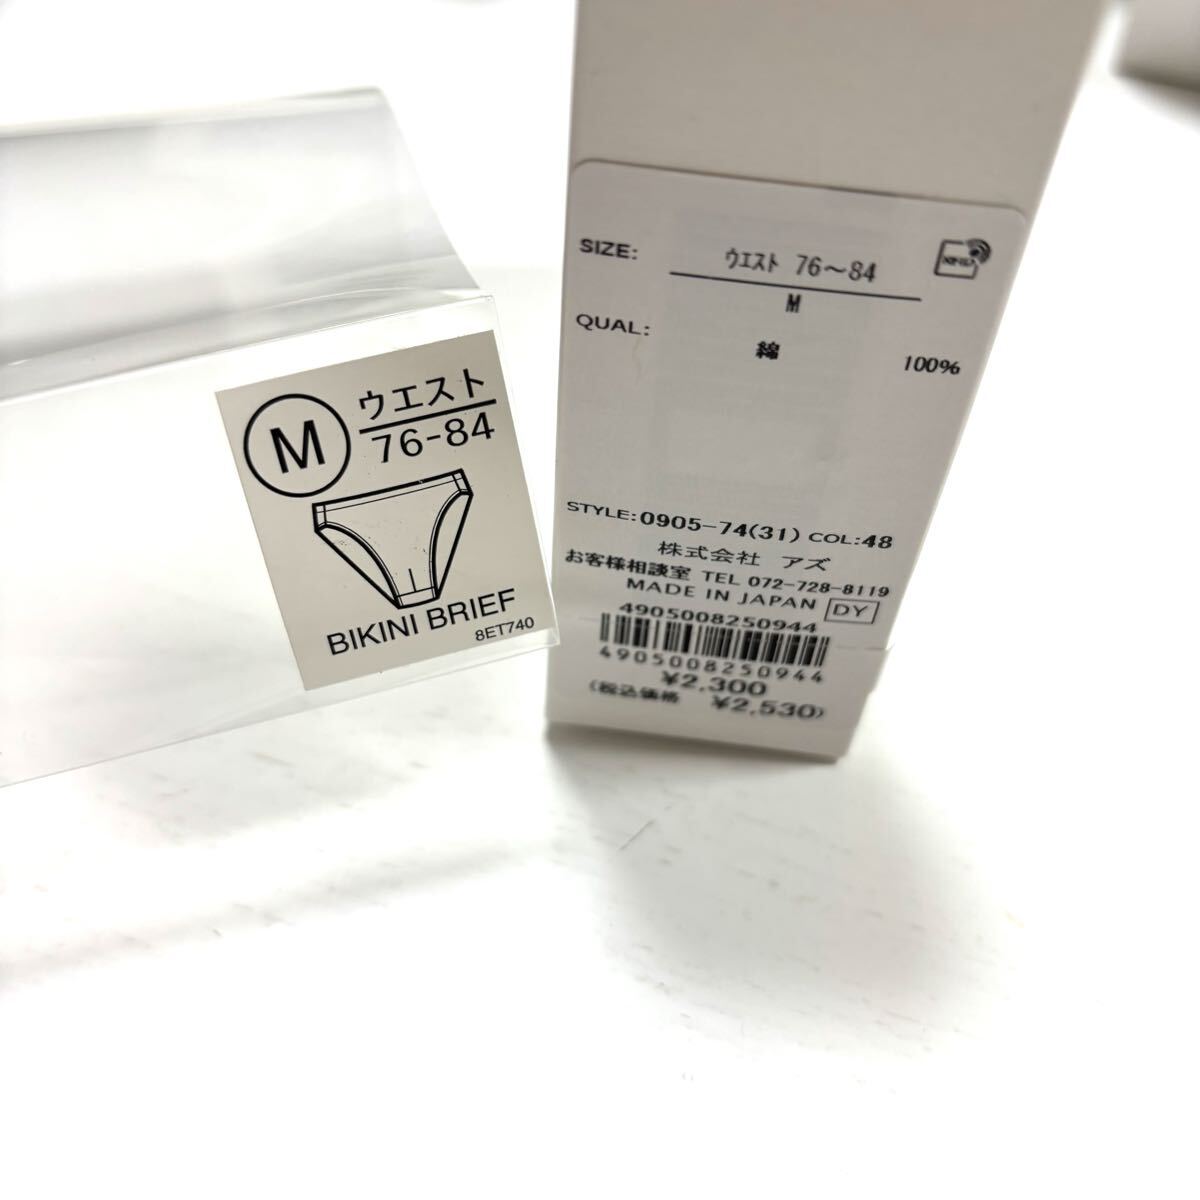 M
ウエスト
76-84
BIKINI BRIEF
8ET740
SIZE: ウエスト 76～84
M
QUAL:
綿 100%
STYLE:0905-74(31) COL:48
株式会社 アズ
お客様相談室 TEL 072-728-8119
MADE IN JAPAN DY
4905008250944
4905008250944
¥2,300
(税込価格 ¥2,530)